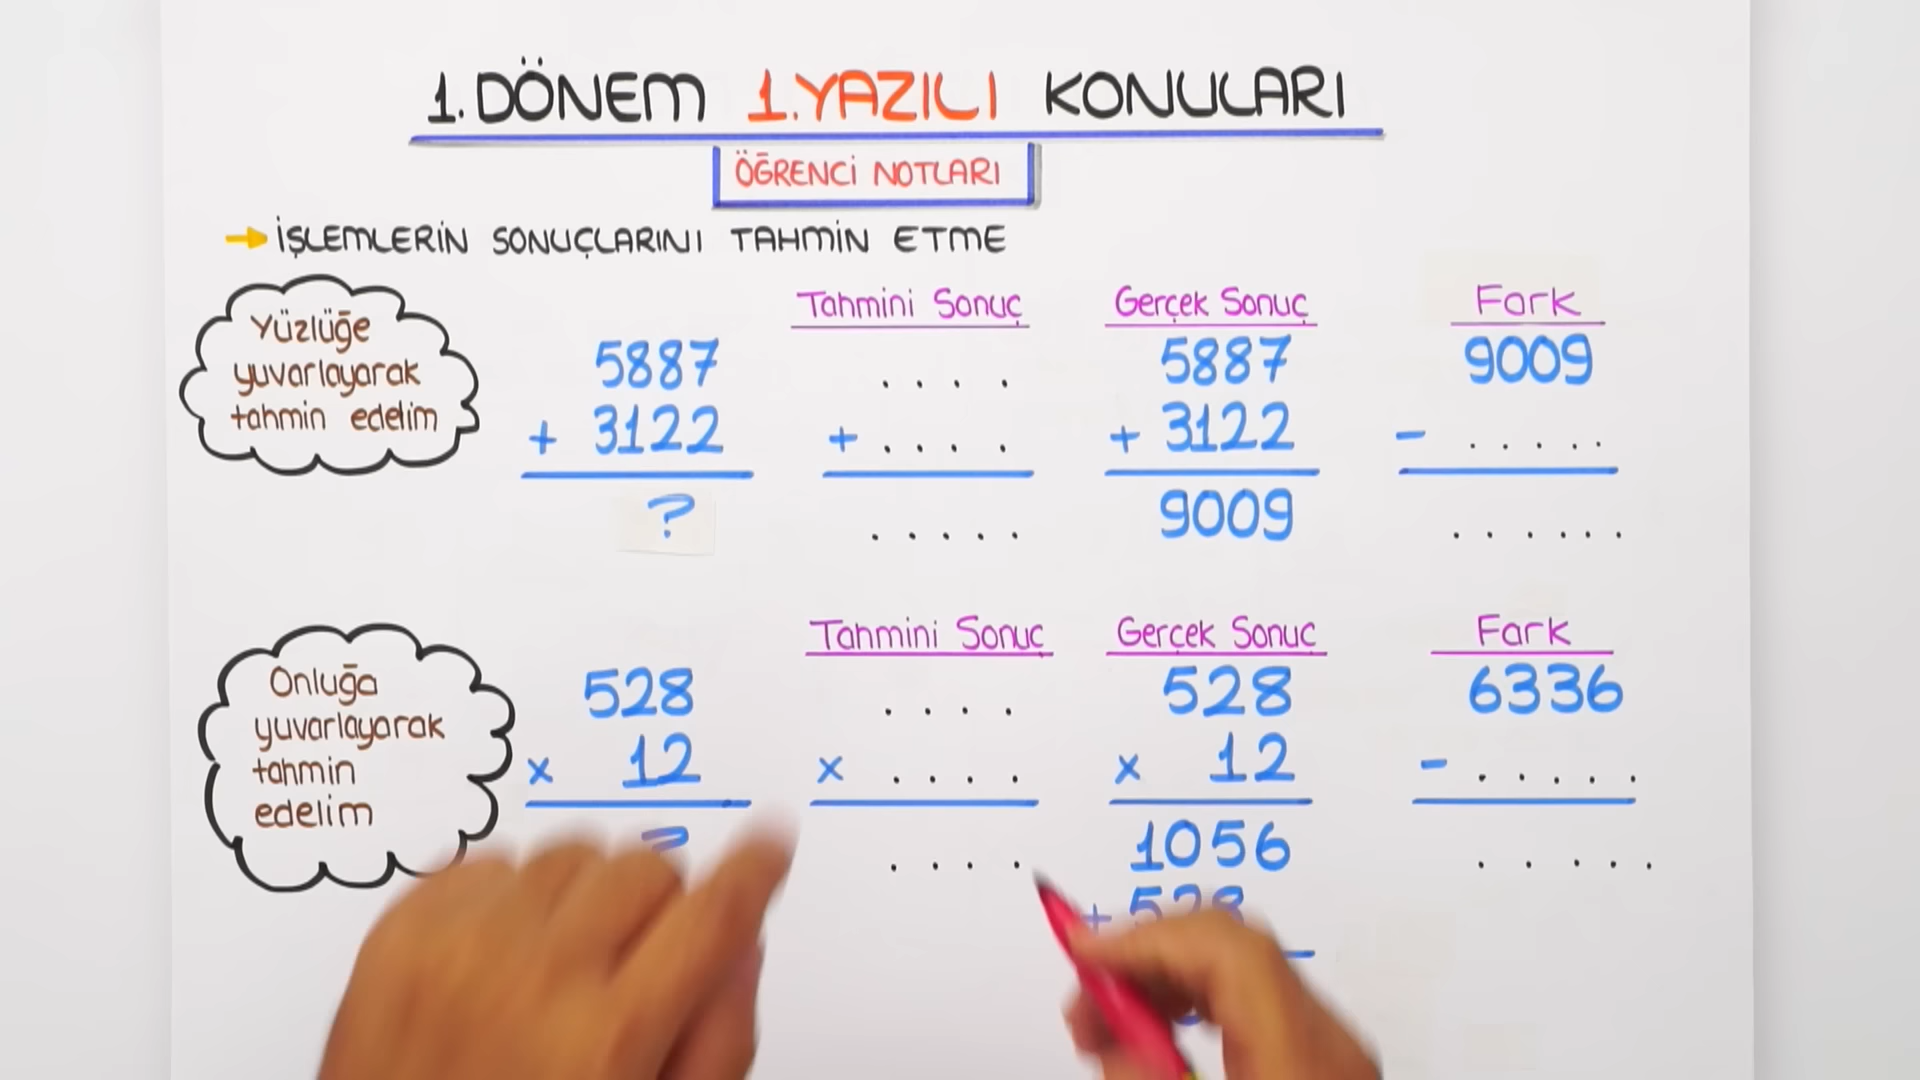 1. DÖNEM 1. YAZILI KONULARI
ÖĞRENCİ NOTLARI
→ İŞLEMLERİN SONUÇLARINI TAHMİN ETME
Yüzlüğe
yuvarlayarak
tahmin edelim
5887
+ 3122
?
Tahmini Sonuç
. . . .
+ . . . .
. . . . .
Gerçek Sonuç
5887
+ 3122
9009
Fark
9009
- . . . . .
. . . . . .
Onluğa
yuvarlayarak
tahmin
edelim
528
x 12
?
Tahmini Sonuç
. . . .
x . . . .
. . . .
Gerçek Sonuç
528
x 12
1056
+ 528
Fark
6336
- . . . . .
. . . . .